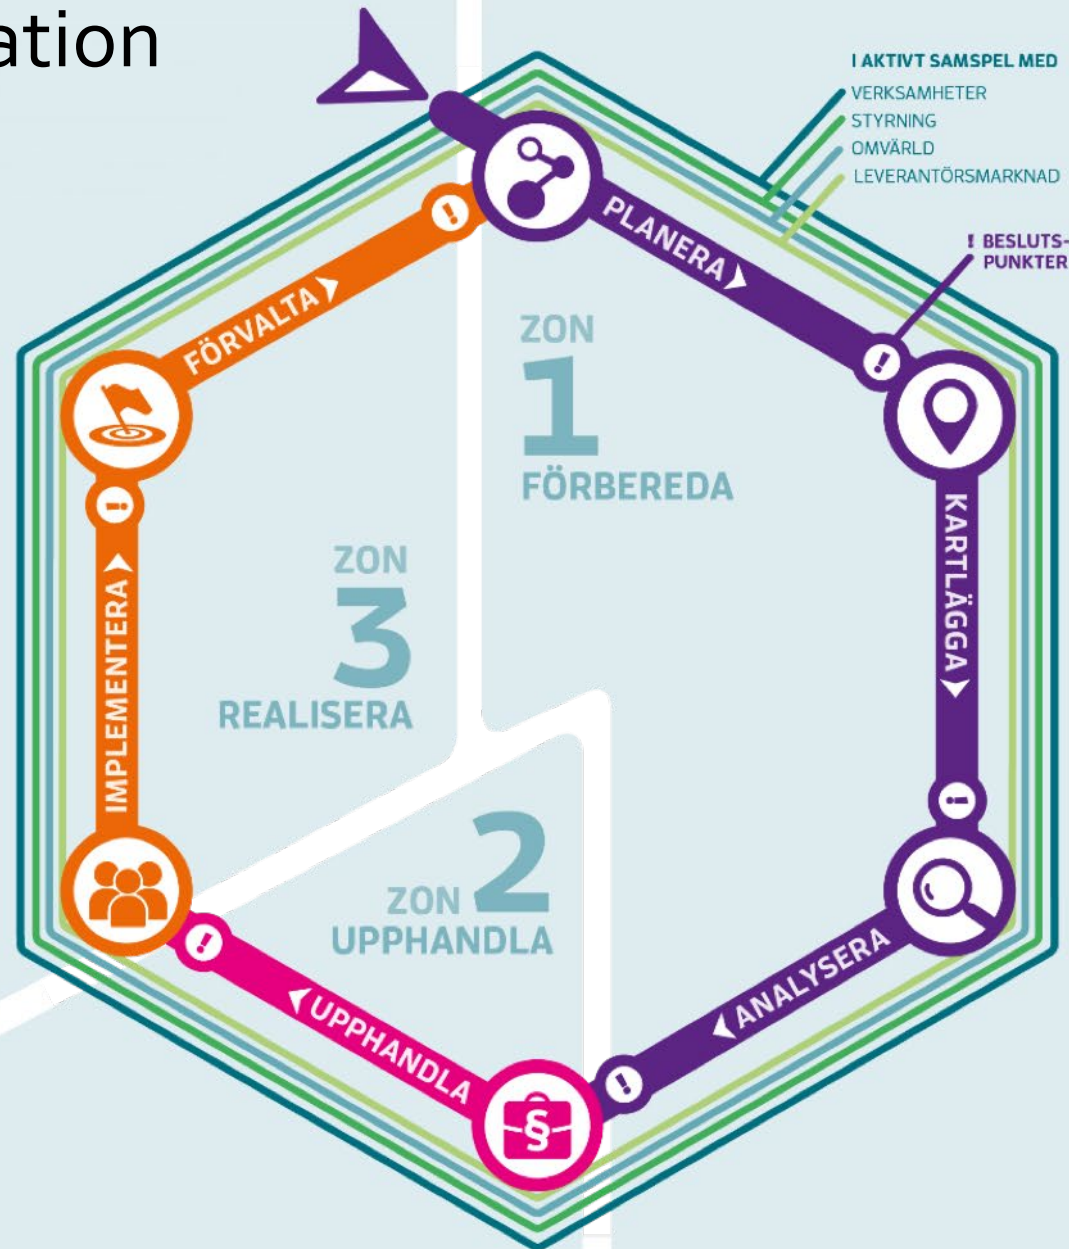 ation
I AKTIVT SAMSPEL MED
VERKSAMHETER
STYRNING
OMVÄRLD
LEVERANTÖRSMARKNAD
! BESLUTS-
PUNKTER
PLANERA
!
KARTLÄGGA
!
ANALYSERA
!
UPPHANDLA
!
IMPLEMENTERA
!
FÖRVALTA
!
ZON
1
FÖRBEREDA
ZON
3
REALISERA
ZON 2
UPPHANDLA
§